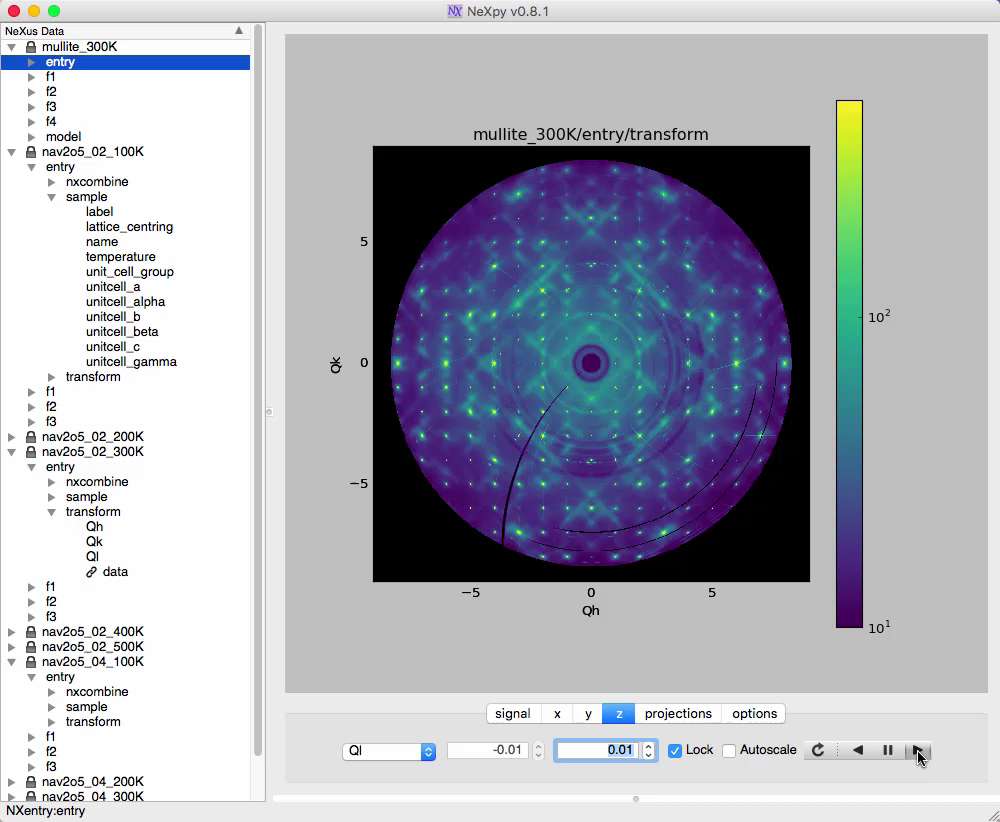 NX NeXpy v0.8.1
NeXus Data
mullite_300K
entry
f1
f2
f3
f4
model
nav2o5_02_100K
entry
nxcombine
sample
label
lattice_centring
name
temperature
unit_cell_group
unitcell_a
unitcell_alpha
unitcell_b
unitcell_beta
unitcell_c
unitcell_gamma
transform
f1
f2
f3
nav2o5_02_200K
nav2o5_02_300K
entry
nxcombine
sample
transform
Qh
Qk
Ql
data
f1
f2
f3
nav2o5_02_400K
nav2o5_02_500K
nav2o5_04_100K
entry
nxcombine
sample
transform
f1
f2
f3
nav2o5_04_200K
nav2o5_04_300K
NXentry:entry
mullite_300K/entry/transform
5
0
−5
Qk
−5 0 5
Qh
10²
10¹
signal x y z projections options
Ql -0.01 0.01 Lock Autoscale